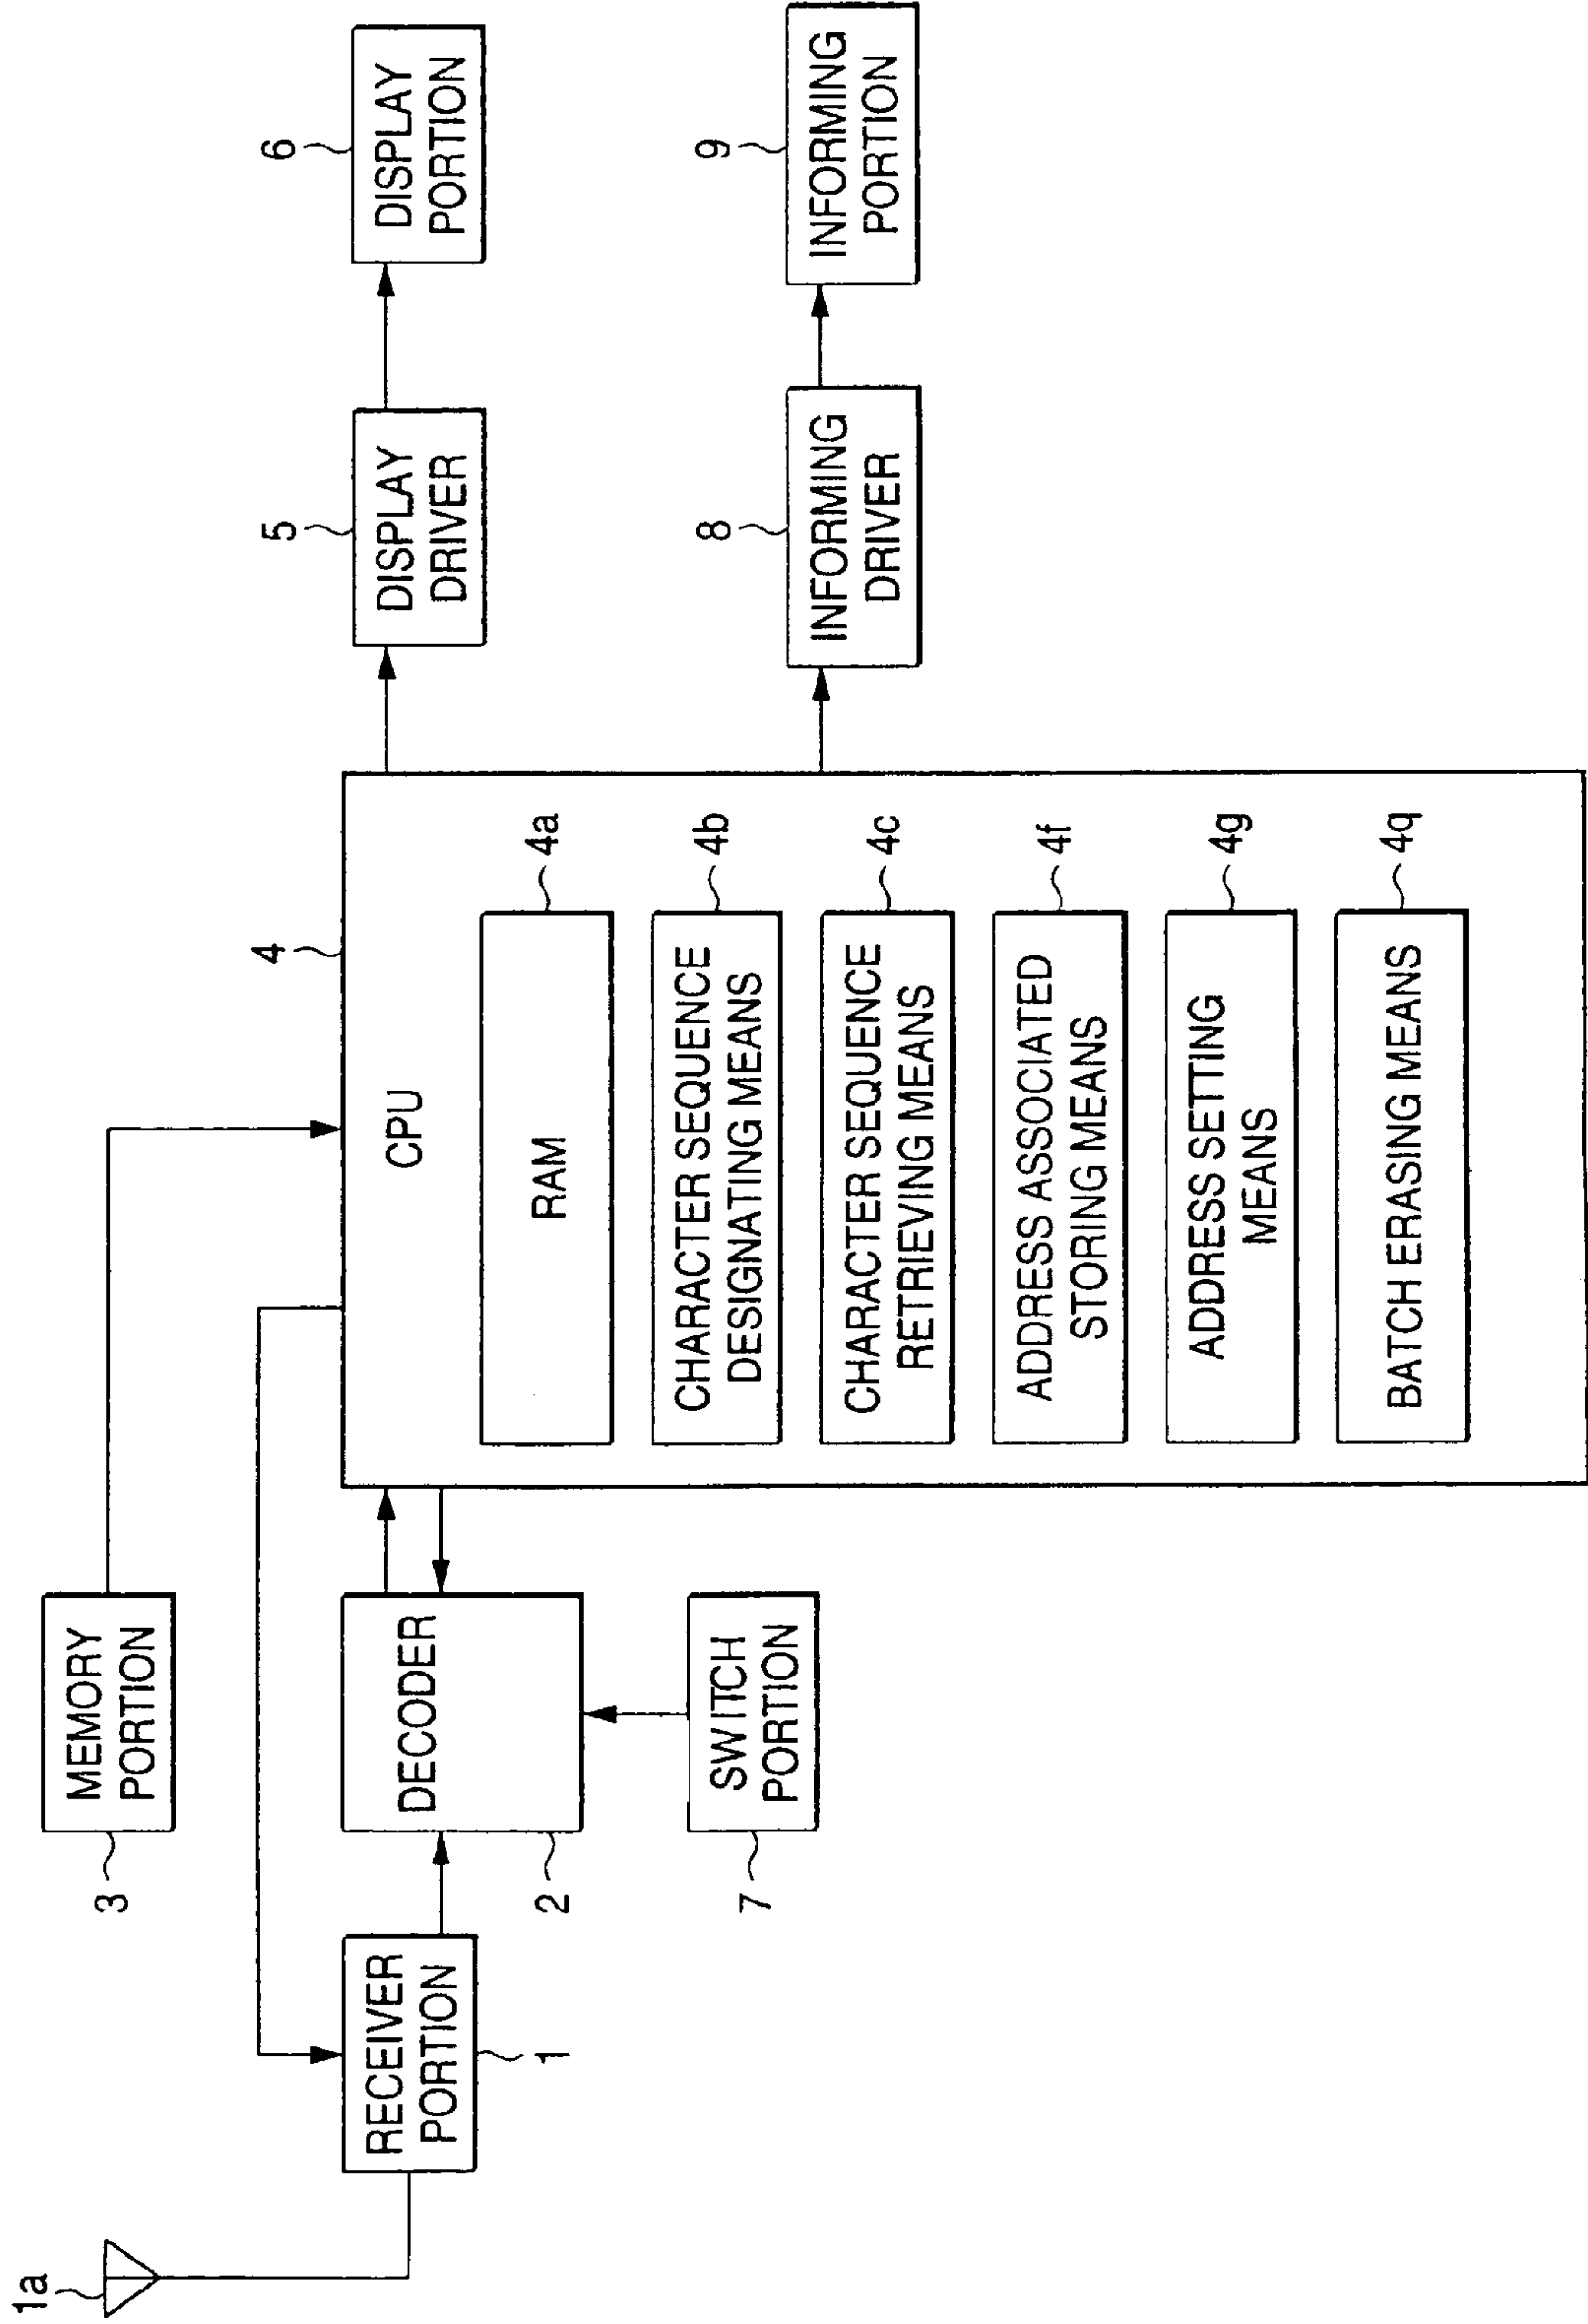 1a
RECEIVER
PORTION
1
MEMORY
PORTION
3
DECODER
2
SWITCH
PORTION
7
4
CPU
RAM
4a
CHARACTER SEQUENCE
DESIGNATING MEANS
4b
CHARACTER SEQUENCE
RETRIEVING MEANS
4c
ADDRESS ASSOCIATED
STORING MEANS
4f
ADDRESS SETTING
MEANS
4g
BATCH ERASING MEANS
4q
5
DISPLAY
DRIVER
6
DISPLAY
PORTION
8
INFORMING
DRIVER
9
INFORMING
PORTION